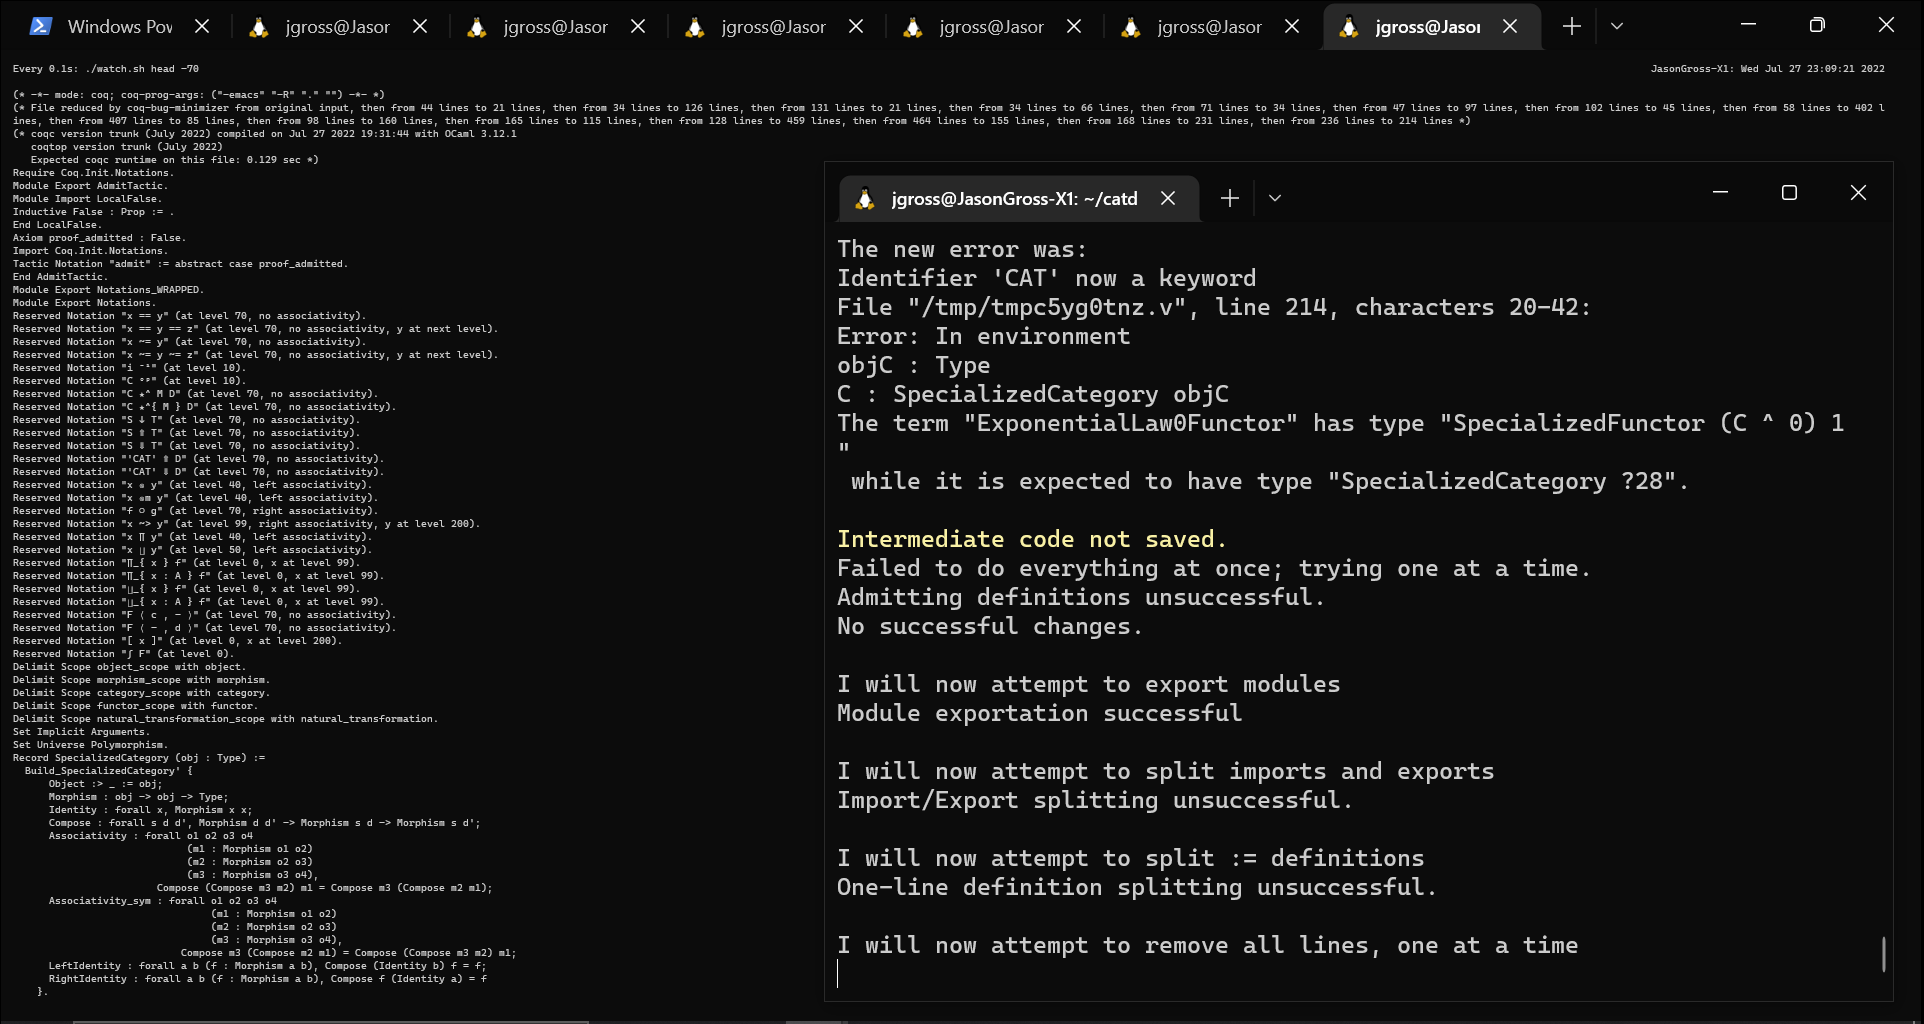 Windows Pov
jgross@Jasor
jgross@Jasor
jgross@Jasor
jgross@Jasor
jgross@Jasor
jgross@Jasor
Every 0.1s: ./watch.sh head -70
JasonGross-X1: Wed Jul 27 23:09:21 2022
(* -*- mode: coq; coq-prog-args: ("-emacs" "-R" "." "") -*- *)
(* File reduced by coq-bug-minimizer from original input, then from 44 lines to 21 lines, then from 34 lines to 126 lines, then from 131 lines to 21 lines, then from 34 lines to 66 lines, then from 71 lines to 34 lines, then from 47 lines to 97 lines, then from 102 lines to 45 lines, then from 58 lines to 402 l
ines, then from 407 lines to 85 lines, then from 98 lines to 160 lines, then from 165 lines to 115 lines, then from 128 lines to 459 lines, then from 464 lines to 155 lines, then from 168 lines to 231 lines, then from 236 lines to 214 lines *)
(* coqc version trunk (July 2022) compiled on Jul 27 2022 19:31:44 with OCaml 3.12.1
coqtop version trunk (July 2022)
Expected coqc runtime on this file: 0.129 sec *)
Require Coq.Init.Notations.
Module Export AdmitTactic.
Module Import LocalFalse.
Inductive False : Prop := .
End LocalFalse.
Axiom proof_admitted : False.
Import Coq.Init.Notations.
Tactic Notation "admit" := abstract case proof_admitted.
End AdmitTactic.
Module Export Notations_WRAPPED.
Module Export Notations.
Reserved Notation "x == y" (at level 70, no associativity).
Reserved Notation "x == y == z" (at level 70, no associativity, y at next level).
Reserved Notation "x ~= y" (at level 70, no associativity).
Reserved Notation "x ~= y ~= z" (at level 70, no associativity, y at next level).
Reserved Notation "i ⁻¹" (at level 10).
Reserved Notation "C ᵒᵖ" (at level 10).
Reserved Notation "C ★^ M D" (at level 70, no associativity).
Reserved Notation "C ★^{ M } D" (at level 70, no associativity).
Reserved Notation "S ↓ T" (at level 70, no associativity).
Reserved Notation "S ⇑ T" (at level 70, no associativity).
Reserved Notation "S ⇓ T" (at level 70, no associativity).
Reserved Notation "'CAT' ⇑ D" (at level 70, no associativity).
Reserved Notation "'CAT' ⇓ D" (at level 70, no associativity).
Reserved Notation "x ⊗ y" (at level 40, left associativity).
Reserved Notation "x ⊗m y" (at level 40, left associativity).
Reserved Notation "f ○ g" (at level 70, right associativity).
Reserved Notation "x ~> y" (at level 99, right associativity, y at level 200).
Reserved Notation "x ∏ y" (at level 40, left associativity).
Reserved Notation "x ∐ y" (at level 50, left associativity).
Reserved Notation "∏_{ x } f" (at level 0, x at level 99).
Reserved Notation "∏_{ x : A } f" (at level 0, x at level 99).
Reserved Notation "∐_{ x } f" (at level 0, x at level 99).
Reserved Notation "∐_{ x : A } f" (at level 0, x at level 99).
Reserved Notation "F ⟨ c , - ⟩" (at level 70, no associativity).
Reserved Notation "F ⟨ - , d ⟩" (at level 70, no associativity).
Reserved Notation "[ x ]" (at level 0, x at level 200).
Reserved Notation "∫ F" (at level 0).
Delimit Scope object_scope with object.
Delimit Scope morphism_scope with morphism.
Delimit Scope category_scope with category.
Delimit Scope functor_scope with functor.
Delimit Scope natural_transformation_scope with natural_transformation.
Set Implicit Arguments.
Set Universe Polymorphism.
Record SpecializedCategory (obj : Type) :=
Build_SpecializedCategory' {
Object :> _ := obj;
Morphism : obj -> obj -> Type;
Identity : forall x, Morphism x x;
Compose : forall s d d', Morphism d d' -> Morphism s d -> Morphism s d';
Associativity : forall o1 o2 o3 o4
(m1 : Morphism o1 o2)
(m2 : Morphism o2 o3)
(m3 : Morphism o3 o4),
Compose (Compose m3 m2) m1 = Compose m3 (Compose m2 m1);
Associativity_sym : forall o1 o2 o3 o4
(m1 : Morphism o1 o2)
(m2 : Morphism o2 o3)
(m3 : Morphism o3 o4),
Compose m3 (Compose m2 m1) = Compose (Compose m3 m2) m1;
LeftIdentity : forall a b (f : Morphism a b), Compose (Identity b) f = f;
RightIdentity : forall a b (f : Morphism a b), Compose f (Identity a) = f
}.
jgross@JasonGross-X1: ~/catd
The new error was:
Identifier 'CAT' now a keyword
File "/tmp/tmpc5yg0tnz.v", line 214, characters 20-42:
Error: In environment
objC : Type
C : SpecializedCategory objC
The term "ExponentialLaw0Functor" has type "SpecializedFunctor (C ^ 0) 1
"
while it is expected to have type "SpecializedCategory ?28".
Intermediate code not saved.
Failed to do everything at once; trying one at a time.
Admitting definitions unsuccessful.
No successful changes.
I will now attempt to export modules
Module exportation successful
I will now attempt to split imports and exports
Import/Export splitting unsuccessful.
I will now attempt to split := definitions
One-line definition splitting unsuccessful.
I will now attempt to remove all lines, one at a time